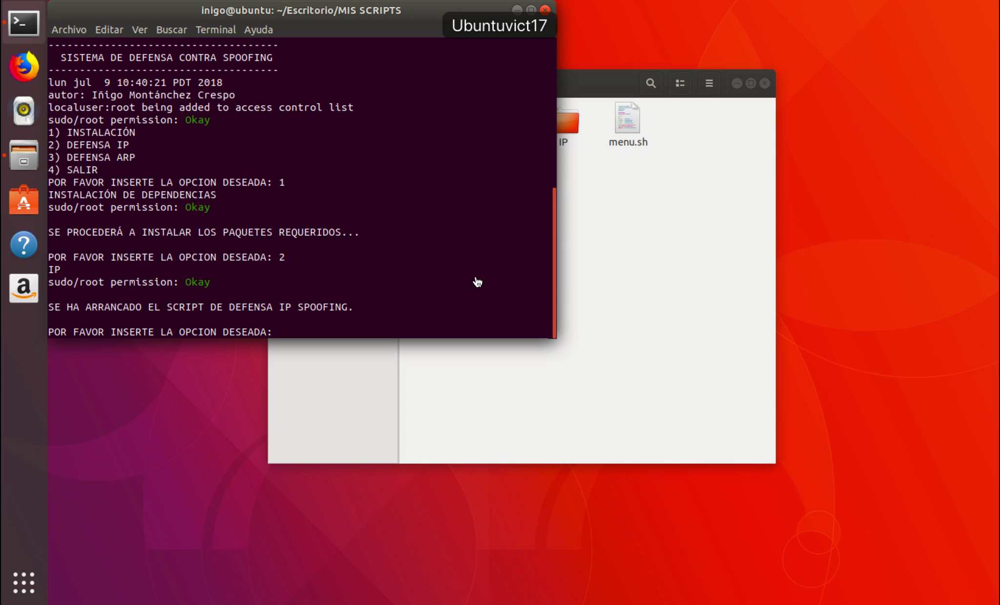 inigo@ubuntu: ~/Escritorio/MIS SCRIPTS
Ubuntuvict17
Archivo Editar Ver Buscar Terminal Ayuda
-------------------------------------
SISTEMA DE DEFENSA CONTRA SPOOFING
-------------------------------------
lun jul  9 10:40:21 PDT 2018
autor: Iñigo Montánchez Crespo
localuser:root being added to access control list
sudo/root permission: Okay
1) INSTALACIÓN
2) DEFENSA IP
3) DEFENSA ARP
4) SALIR
POR FAVOR INSERTE LA OPCION DESEADA: 1
INSTALACIÓN DE DEPENDENCIAS
sudo/root permission: Okay
SE PROCEDERÁ A INSTALAR LOS PAQUETES REQUERIDOS...
POR FAVOR INSERTE LA OPCION DESEADA: 2
IP
sudo/root permission: Okay
SE HA ARRANCADO EL SCRIPT DE DEFENSA IP SPOOFING.
POR FAVOR INSERTE LA OPCION DESEADA:
IP
menu.sh